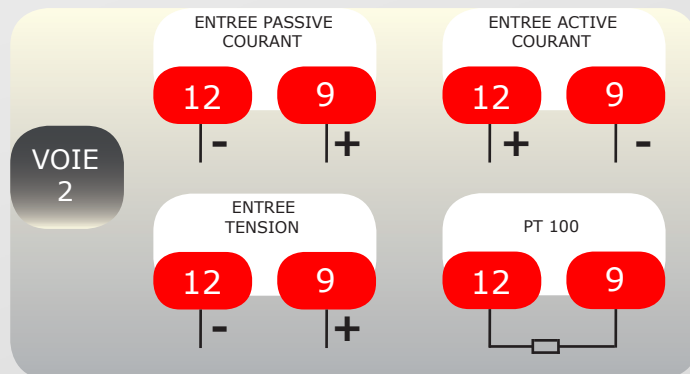 ENTREE PASSIVE
COURANT
12
9
-
+
ENTREE ACTIVE
COURANT
12
9
+
-
VOIE
2
ENTREE
TENSION
12
9
-
+
PT 100
12
9